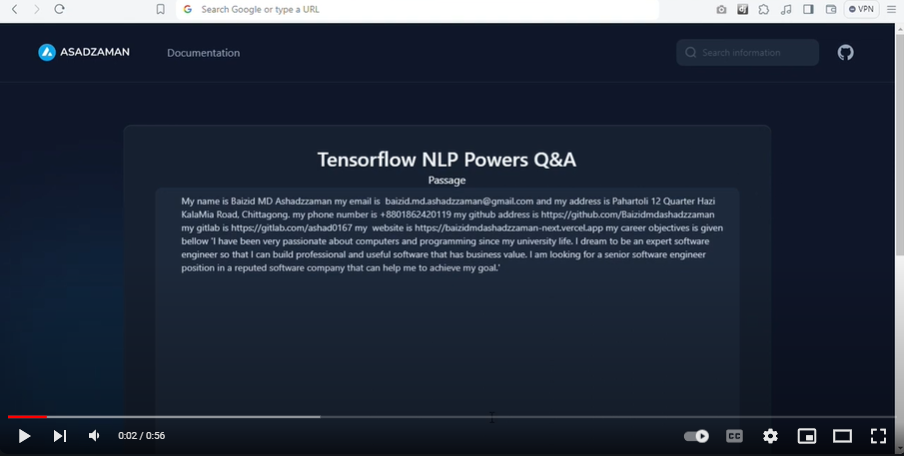 Search Google or type a URL
VPN
ASADZAMAN
Documentation
Search information
Tensorflow NLP Powers Q&A
Passage
My name is Baizid MD Ashadzzaman my email is baizid.md.ashadzzaman@gmail.com and my address is Pahartoli 12 Quarter Hazi
KalaMia Road, Chittagong. my phone number is +8801862420119 my github address is https://github.com/Baizidmdashadzzaman
my gitlab is https://gitlab.com/ashad0167 my website is https://baizidmdashadzzaman-next.vercel.app my career objectives is given
bellow 'I have been very passionate about computers and programming since my university life. I dream to be an expert software
engineer so that I can build professional and useful software that has business value. I am looking for a senior software engineer
position in a reputed software company that can help me to achieve my goal.'
0:02 / 0:56
CC